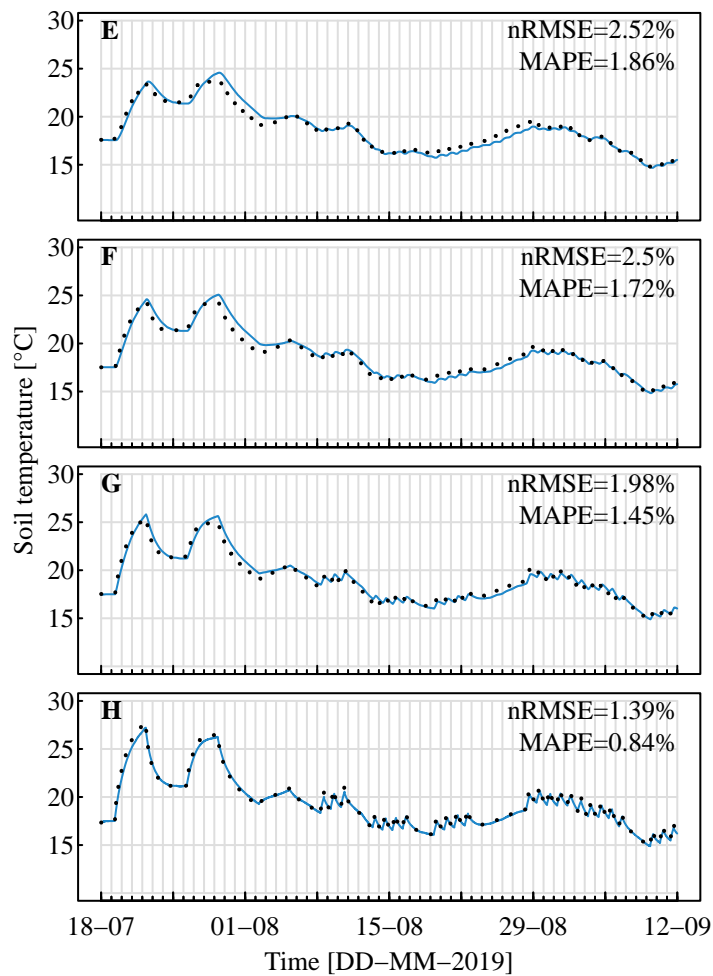 E
nRMSE=2.52%
MAPE=1.86%
30
25
20
15
F
nRMSE=2.5%
MAPE=1.72%
30
25
20
15
G
nRMSE=1.98%
MAPE=1.45%
30
25
20
15
H
nRMSE=1.39%
MAPE=0.84%
30
25
20
15
Soil temperature [°C]
18−07 01−08 15−08 29−08 12−09
Time [DD−MM−2019]